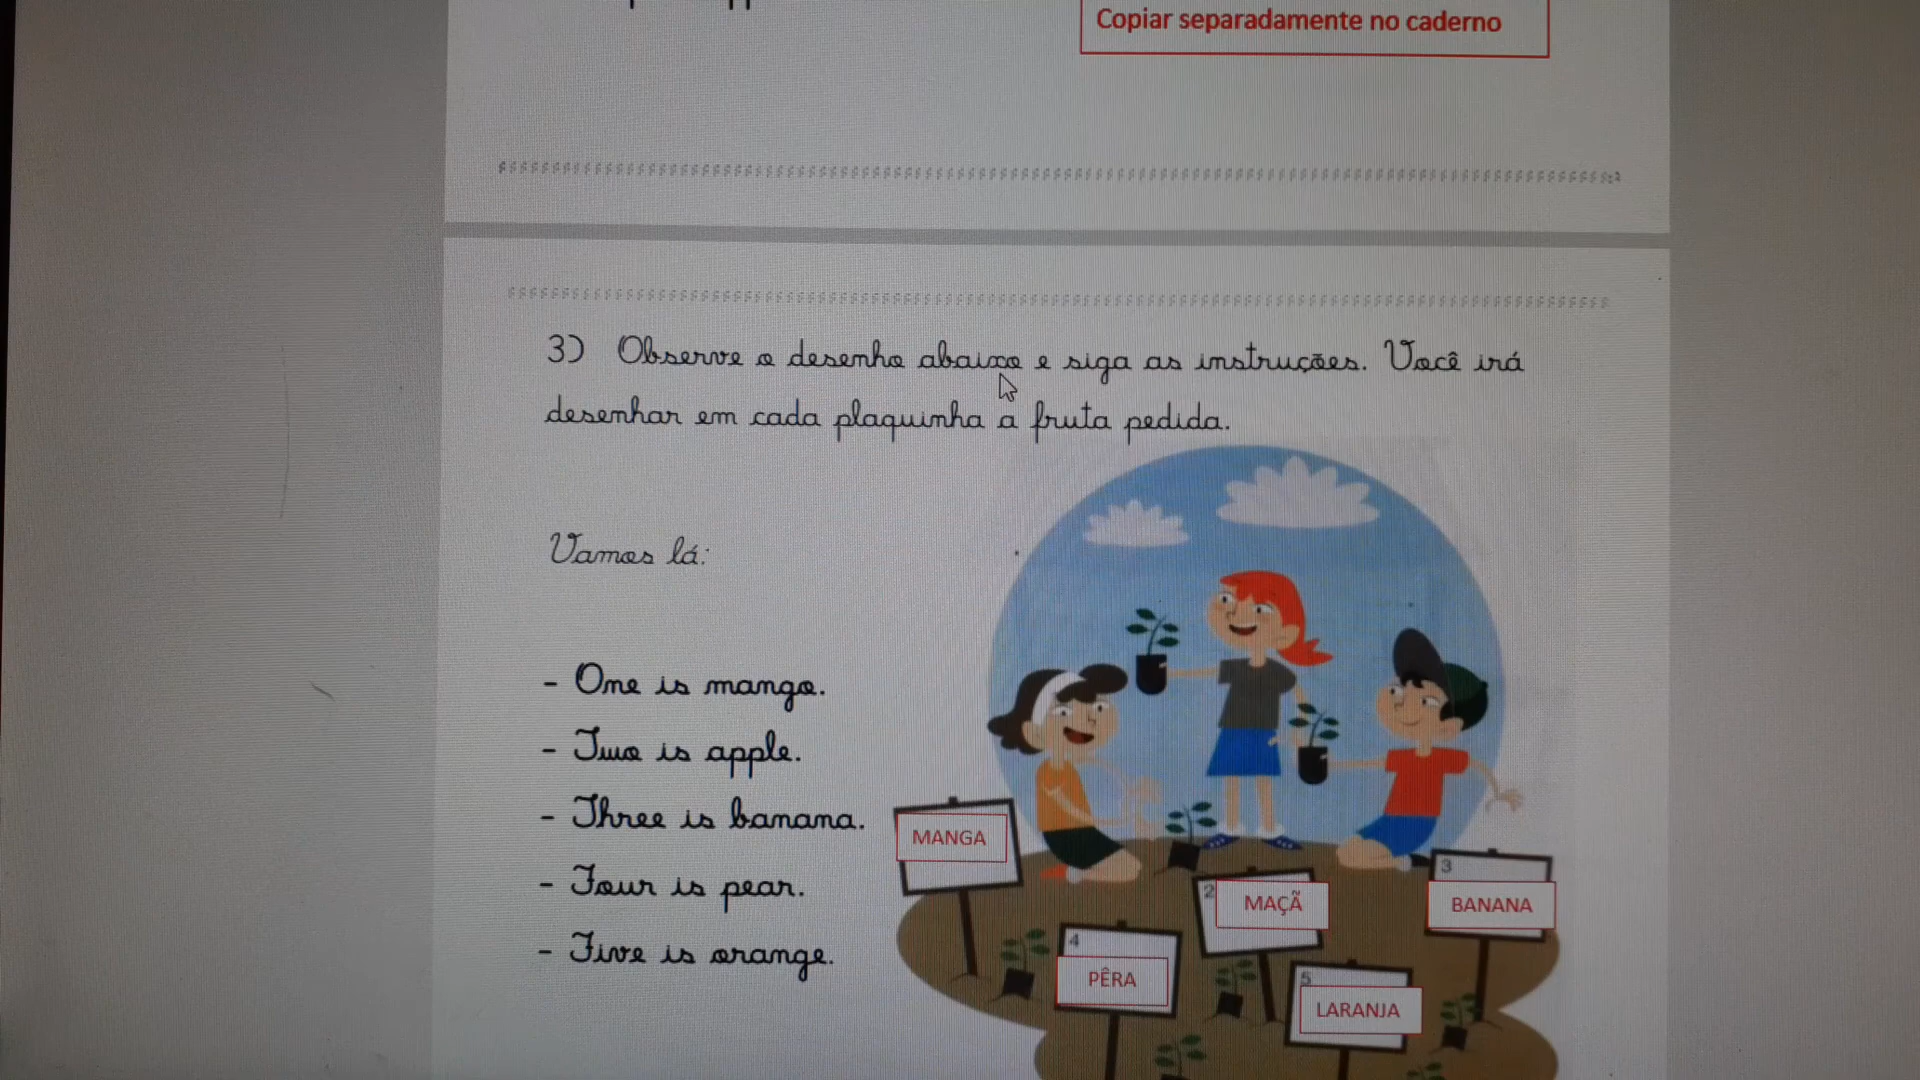 Copiar separadamente no caderno
3) Observe o desenho abaixo e siga as instruções. Você irá
desenhar em cada plaquinha a fruta pedida.
Vamos lá:
- One is mango.
- Two is apple.
- Three is banana.
- Four is pear.
- Five is orange.
MANGA
2
MAÇÃ
3
BANANA
4
PÊRA
5
LARANJA